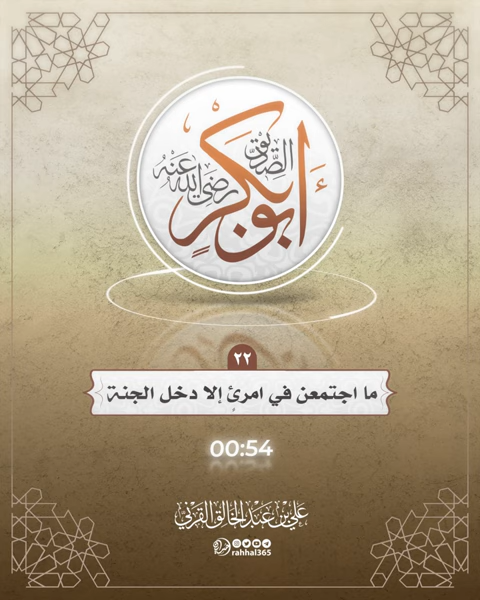 أبو بكر الصديق رضي الله عنه
٢٢
ما اجتمعن في امرئ إلا دخل الجنة
00:54
علي بن عبد الخالق القرني
rahhal365